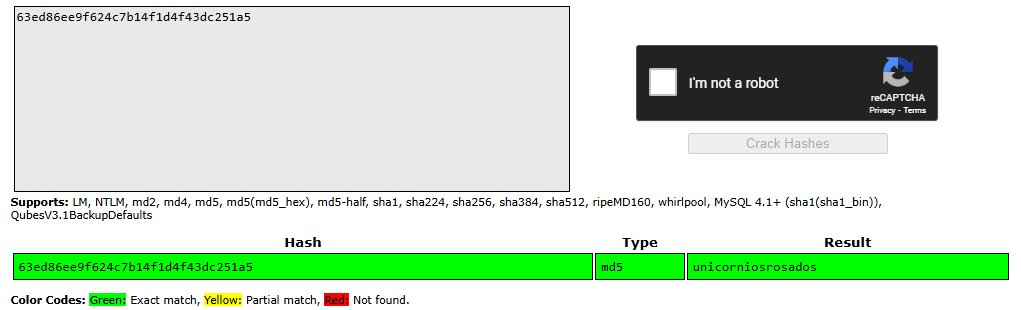 63ed86ee9f624c7b14f1d4f43dc251a5
I'm not a robot
reCAPTCHA
Privacy - Terms
Crack Hashes
Supports: LM, NTLM, md2, md4, md5, md5(md5_hex), md5-half, sha1, sha224, sha256, sha384, sha512, ripeMD160, whirlpool, MySQL 4.1+ (sha1(sha1_bin)),
QubesV3.1BackupDefaults
Hash Type Result
63ed86ee9f624c7b14f1d4f43dc251a5 md5 unicorniosrosados
Color Codes: Green: Exact match, Yellow: Partial match, Red: Not found.